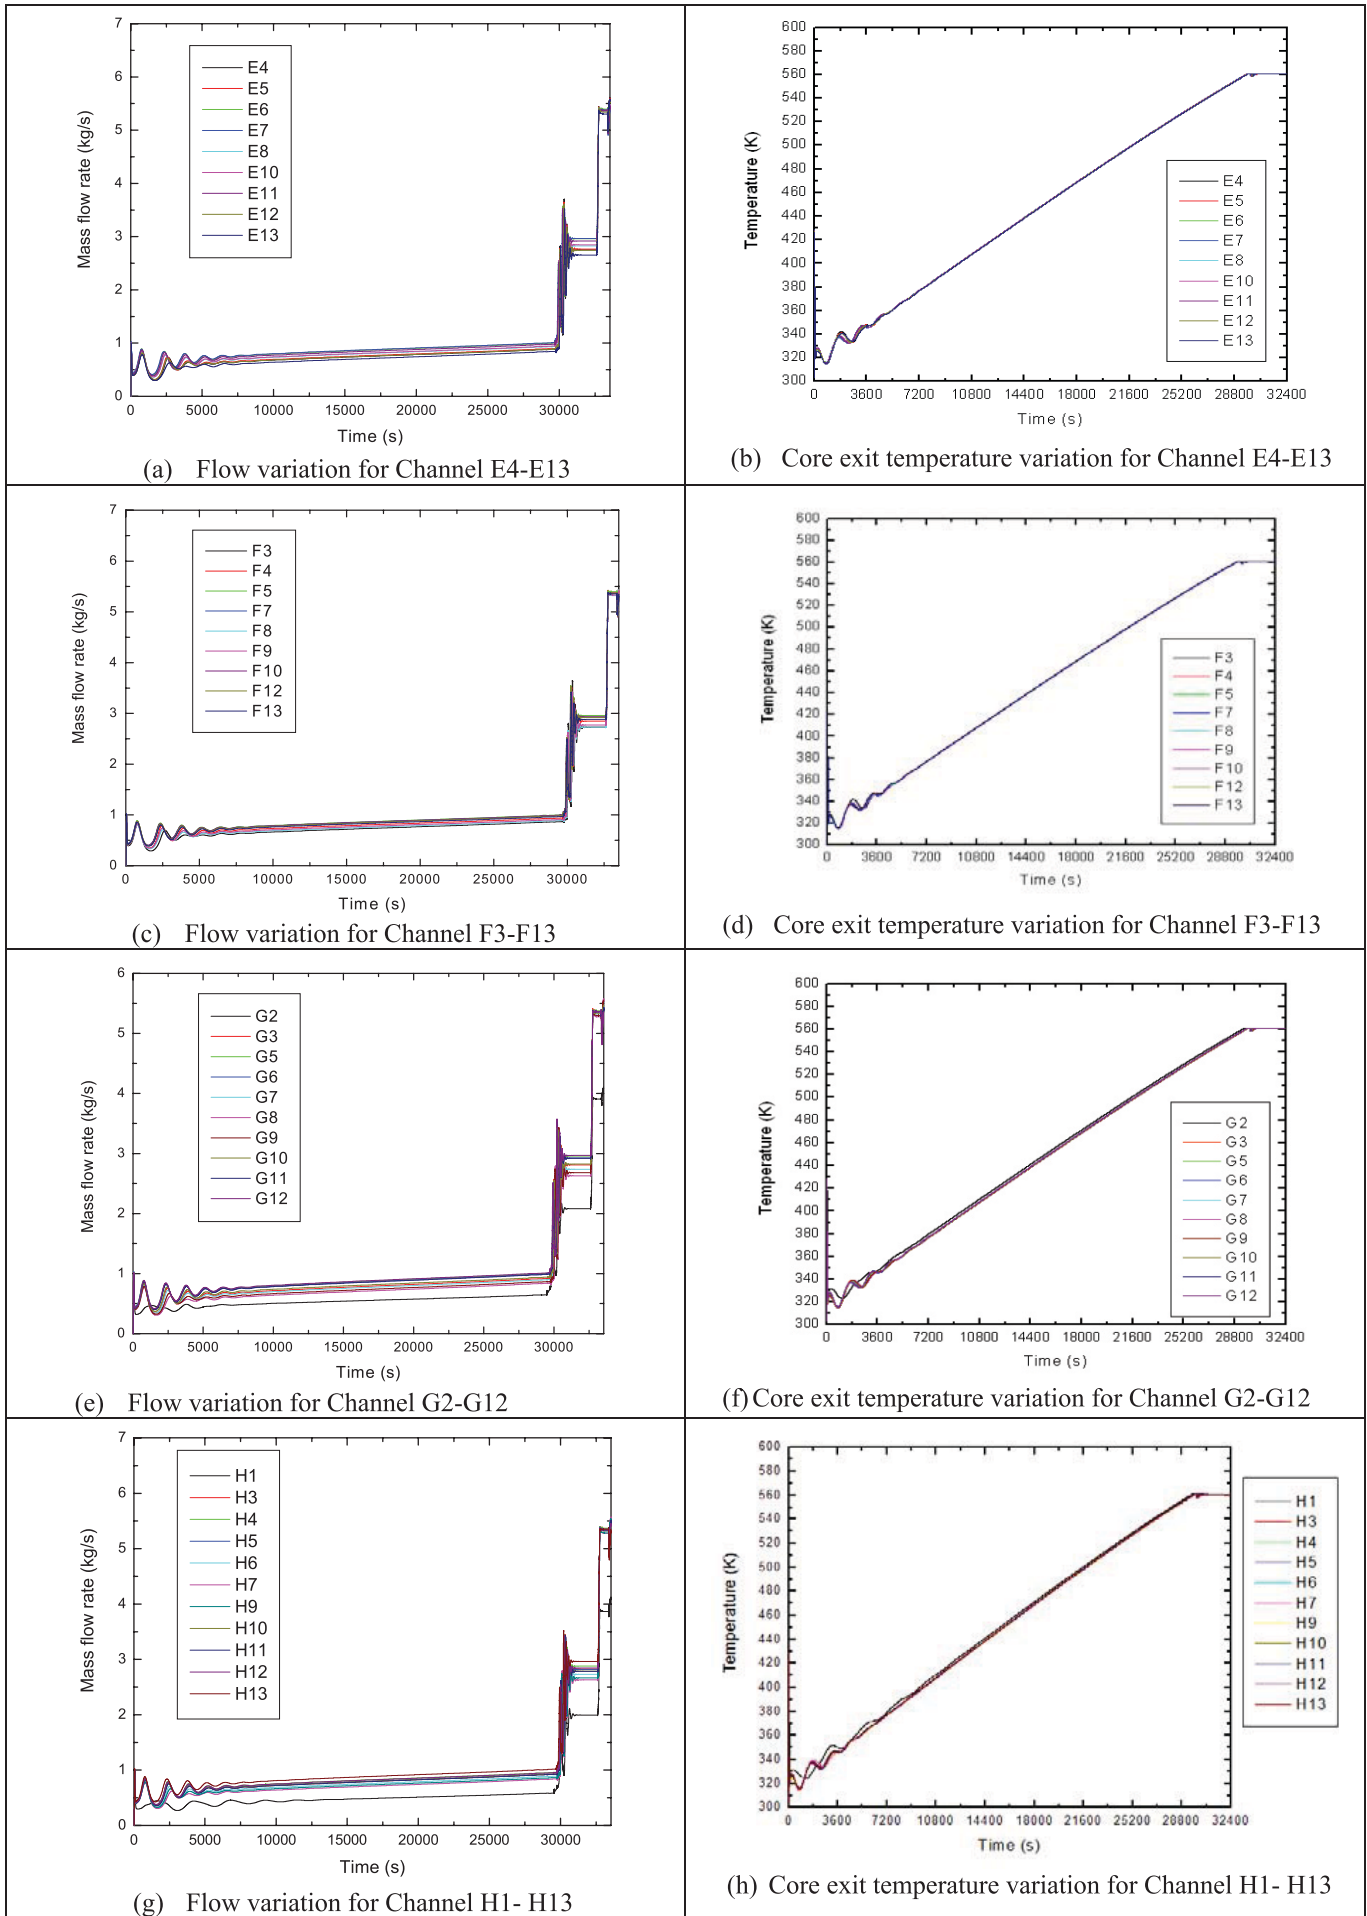 7
6
5
4
3
2
1
0
Mass flow rate (kg/s)
E4
E5
E6
E7
E8
E10
E11
E12
E13
0 5000 10000 15000 20000 25000 30000
Time (s)
(a) Flow variation for Channel E4-E13
600
580
560
540
520
500
480
460
440
420
400
380
360
340
320
300
Temperature (K)
E4
E5
E6
E7
E8
E10
E11
E12
E13
0 3600 7200 10800 14400 18000 21600 25200 28800 32400
Time (s)
(b) Core exit temperature variation for Channel E4-E13
7
6
5
4
3
2
1
0
Mass flow rate (kg/s)
F3
F4
F5
F7
F8
F9
F10
F12
F13
0 5000 10000 15000 20000 25000 30000
Time (s)
(c) Flow variation for Channel F3-F13
600
580
560
540
520
500
480
460
440
420
400
380
360
340
320
300
Temperature (K)
F3
F4
F5
F7
F8
F9
F10
F12
F13
0 3600 7200 10800 14400 18000 21600 25200 28800 32400
Time (s)
(d) Core exit temperature variation for Channel F3-F13
6
5
4
3
2
1
0
Mass flow rate (kg/s)
G2
G3
G5
G6
G7
G8
G9
G10
G11
G12
0 5000 10000 15000 20000 25000 30000
Time (s)
(e) Flow variation for Channel G2-G12
600
580
560
540
520
500
480
460
440
420
400
380
360
340
320
300
Temperature (K)
G2
G3
G5
G6
G7
G8
G9
G10
G11
G12
0 3600 7200 10800 14400 18000 21600 25200 28800 32400
Time (s)
(f) Core exit temperature variation for Channel G2-G12
7
6
5
4
3
2
1
0
Mass flow rate (kg/s)
H1
H3
H4
H5
H6
H7
H9
H10
H11
H12
H13
0 5000 10000 15000 20000 25000 30000
Time (s)
(g) Flow variation for Channel H1- H13
600
580
560
540
520
500
480
460
440
420
400
380
360
340
320
300
Temperature (K)
H1
H3
H4
H5
H6
H7
H9
H10
H11
H12
H13
0 3600 7200 10800 14400 18000 21600 25200 28800 32400
Time (s)
(h) Core exit temperature variation for Channel H1- H13